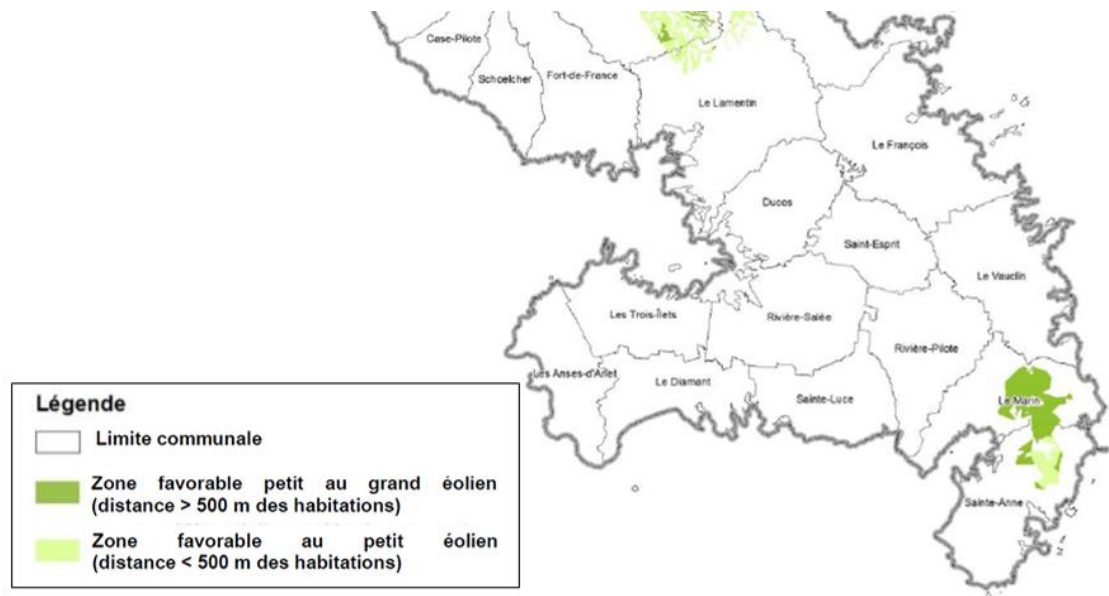 Case-Pilote
Schoelcher
Fort-de-France
Le Lamentin
Le François
Ducos
Saint-Esprit
Le Vauclin
Les Trois-Îlets
Rivière-Salée
Rivière-Pilote
Les Anses-d'Arlet
Le Diamant
Sainte-Luce
Le Marin
Sainte-Anne
Légende
Limite communale
Zone favorable petit au grand éolien
(distance > 500 m des habitations)
Zone favorable au petit éolien
(distance < 500 m des habitations)